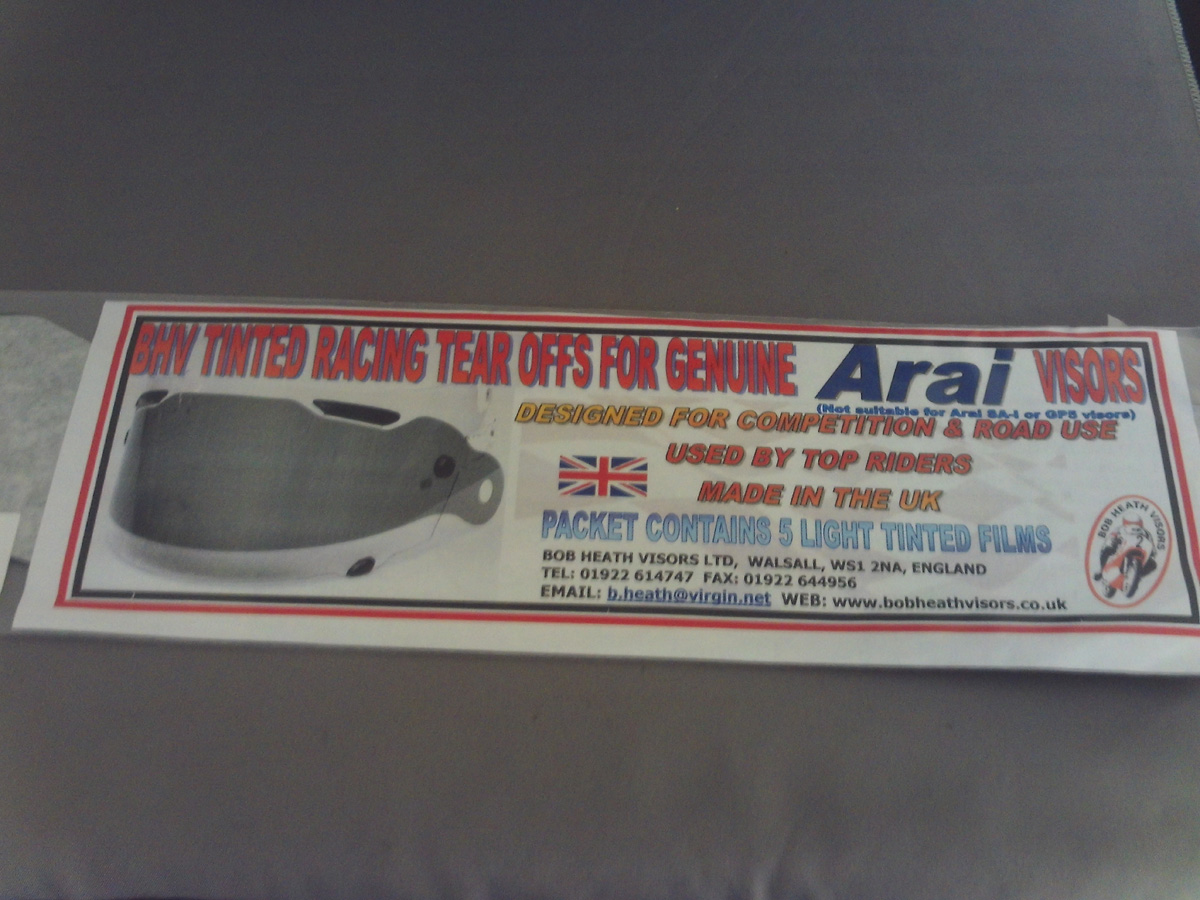 BHV TINTED RACING TEAR OFFS FOR GENUINE Arai VISORS
(Not suitable for Arai SA-i or GP5 visors)
DESIGNED FOR COMPETITION & ROAD USE
USED BY TOP RIDERS
MADE IN THE UK
PACKET CONTAINS 5 LIGHT TINTED FILMS
BOB HEATH VISORS LTD, WALSALL, WS1 2NA, ENGLAND
TEL: 01922 614747 FAX: 01922 644956
EMAIL: b.heath@virgin.net WEB: www.bobheathvisors.co.uk
BOB HEATH VISORS